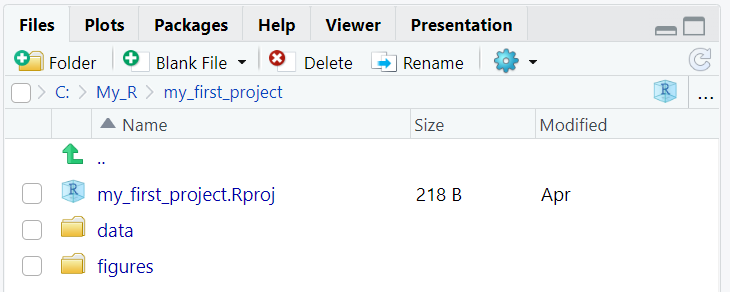 Files Plots Packages Help Viewer Presentation
Folder Blank File Delete Rename
C: My_R my_first_project R ...
Name Size Modified
..
R my_first_project.Rproj 218 B Apr
data
figures